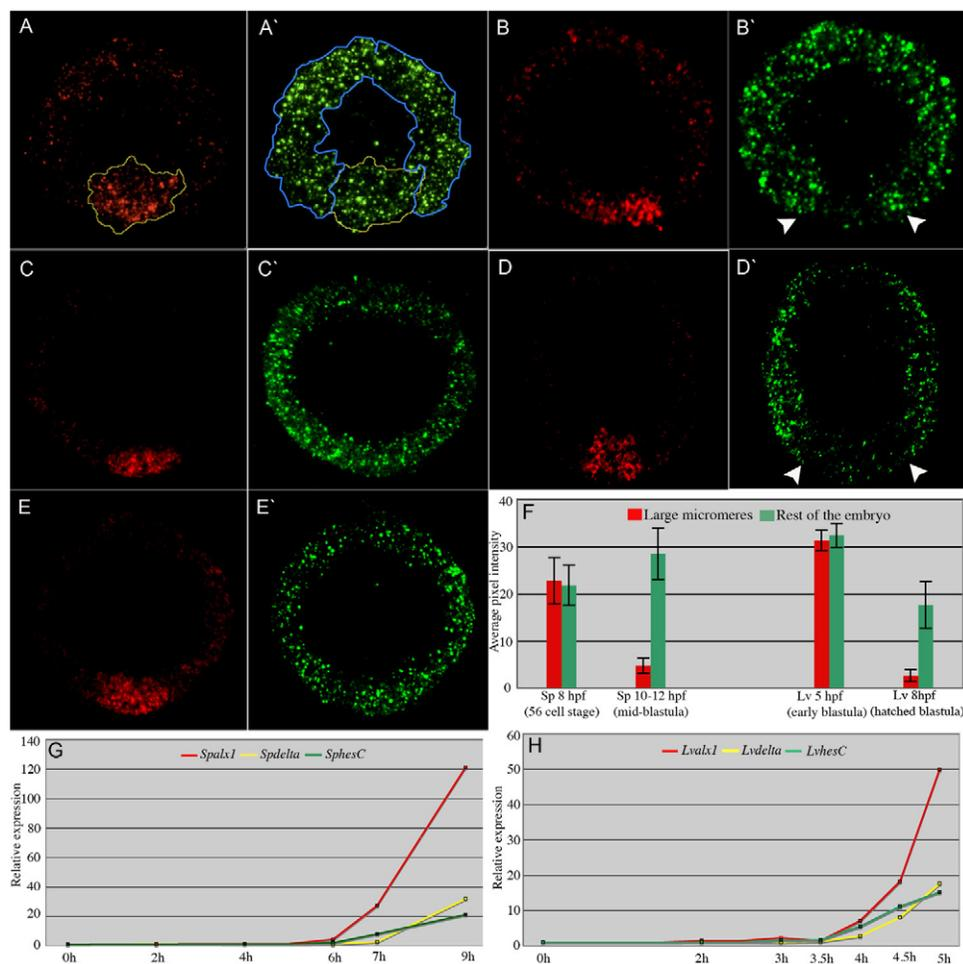 A
A`
B
B`
C
C`
D
D`
E
E`
F
Large micromeres
Rest of the embryo
Average pixel intensity
40
30
20
10
0
Sp 8 hpf
(56 cell stage)
Sp 10-12 hpf
(mid-blastula)
Lv 5 hpf
(early blastula)
Lv 8hpf
(hatched blastula)
G
Spalx1
Spdelta
SphesC
Relative expression
140
120
100
80
60
40
20
0
0h
2h
4h
6h
7h
9h
H
Lvalx1
Lvdelta
LvhesC
Relative expression
60
50
40
30
20
10
0
0h
2h
3h
3.5h
4h
4.5h
5h